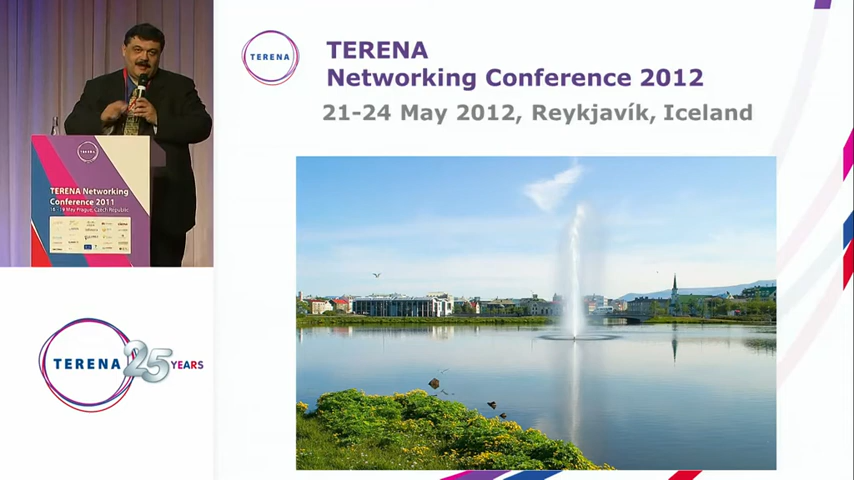 TERENA
TERENA Networking
Conference 2011
TERENA
25
YEARS
TERENA
TERENA
Networking Conference 2012
21-24 May 2012, Reykjavík, Iceland